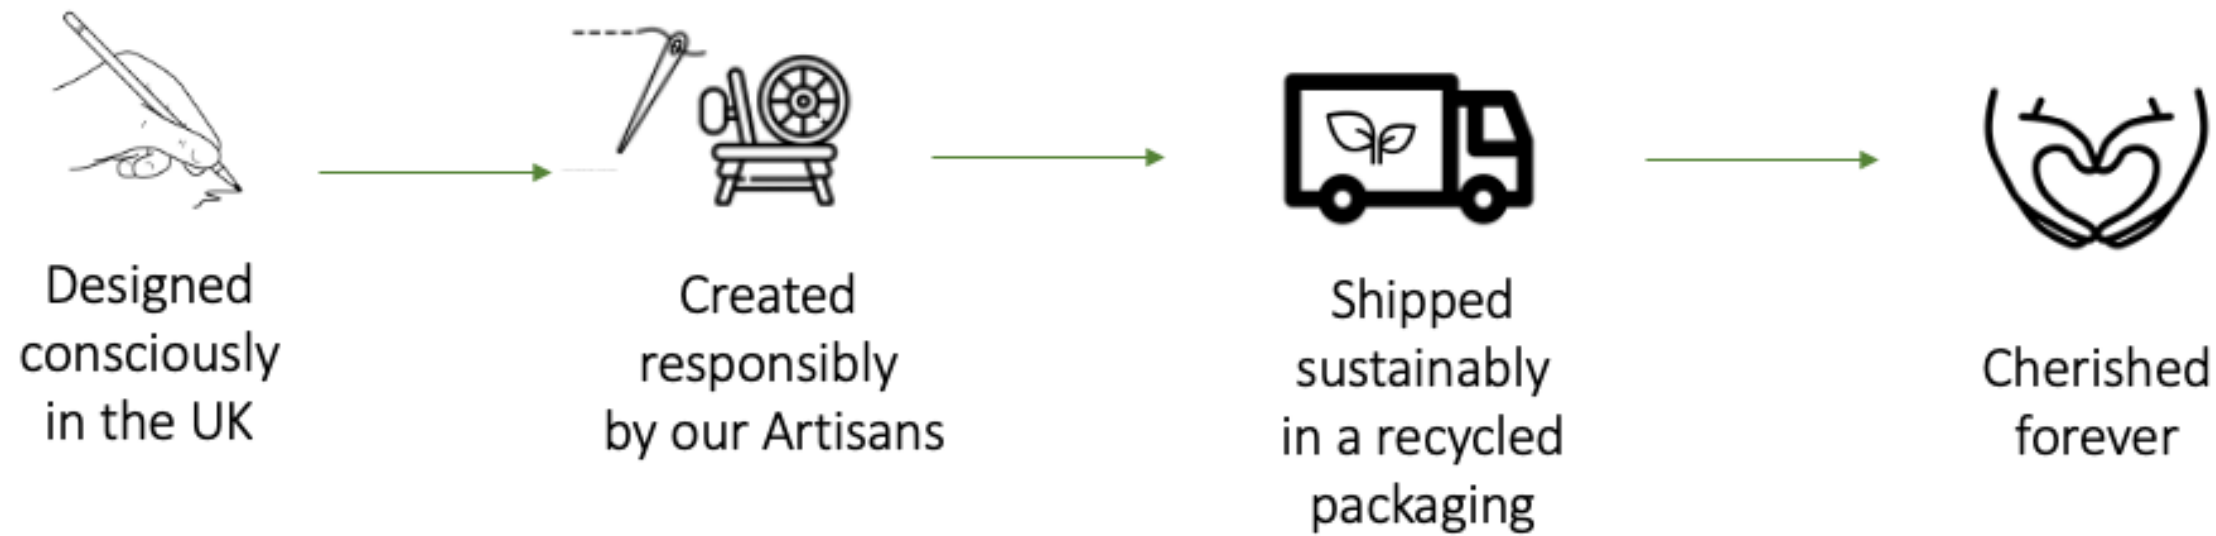 Designed
consciously
in the UK
Created
responsibly
by our Artisans
Shipped
sustainably
in a recycled
packaging
Cherished
forever